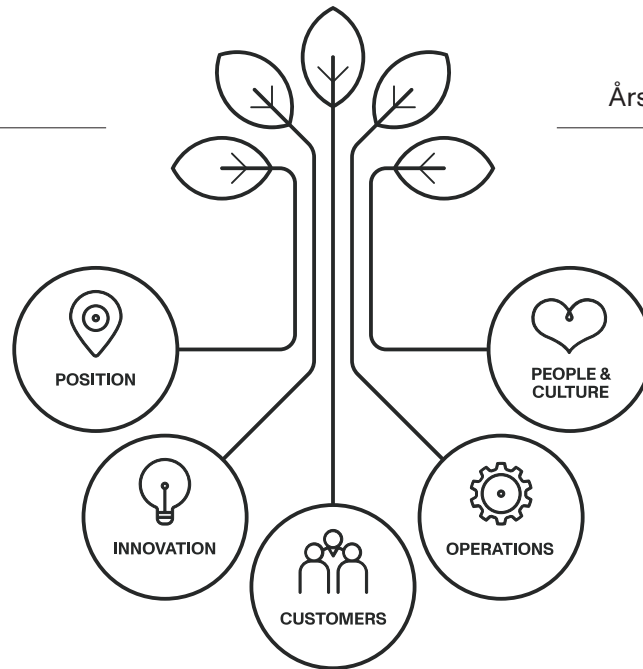 Års
POSITION
PEOPLE &
CULTURE
INNOVATION
OPERATIONS
CUSTOMERS